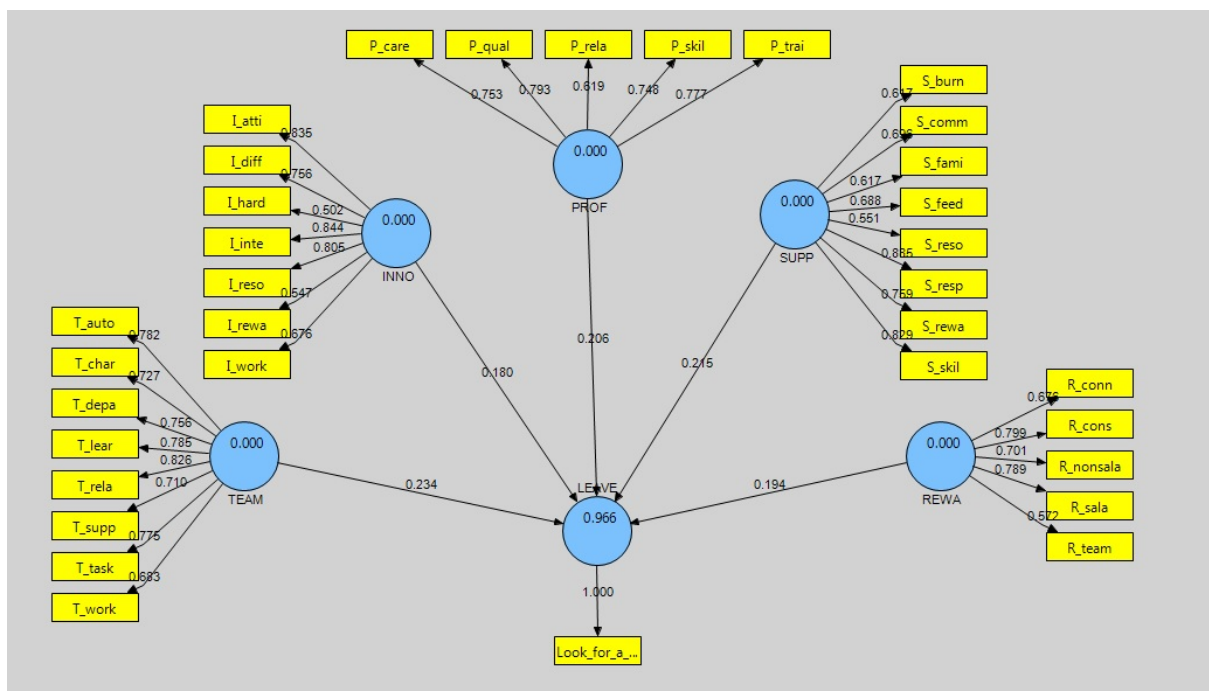 P_care
P_qual
P_rela
P_skil
P_trai
0.753
0.793
0.619
0.748
0.777
0.000
PROF
I_atti
I_diff
I_hard
I_inte
I_reso
I_rewa
I_work
0.835
0.756
0.502
0.844
0.805
0.547
0.676
0.000
INNO
S_burn
S_comm
S_fami
S_feed
S_reso
S_resp
S_rewa
S_skil
0.617
0.696
0.617
0.688
0.551
0.759
0.829
0.000
SUPP
T_auto
T_char
T_depa
T_lear
T_rela
T_supp
T_task
T_work
0.782
0.727
0.756
0.785
0.826
0.710
0.775
0.683
0.000
TEAM
R_conn
R_cons
R_nonsala
R_sala
R_team
0.676
0.799
0.701
0.789
0.572
0.000
REWA
0.180
0.206
0.215
0.234
0.194
LEAVE
0.966
1.000
Look_for_a_...